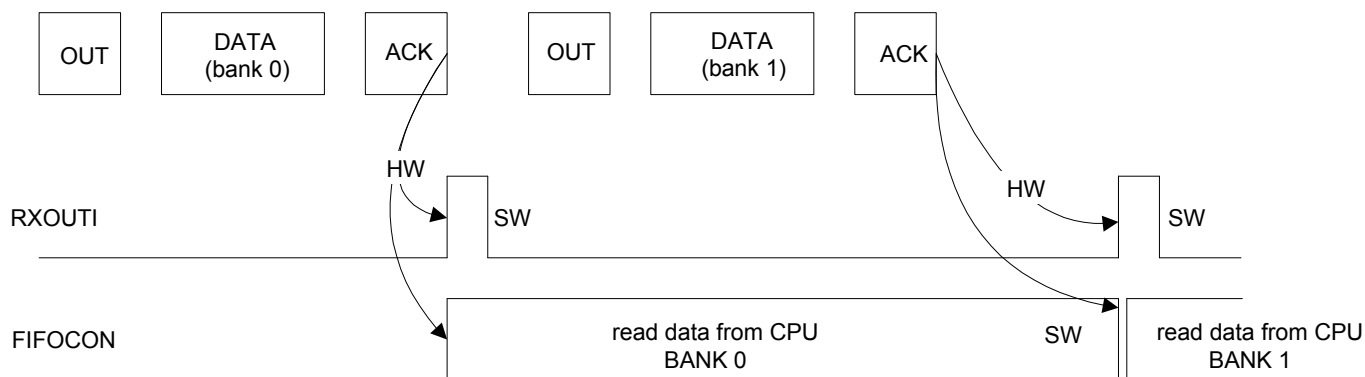 OUT
DATA
(bank 0)
ACK
OUT
DATA
(bank 1)
ACK
HW
HW
RXOUTI
SW
SW
FIFOCON
read data from CPU
BANK 0
SW
read data from CPU
BANK 1